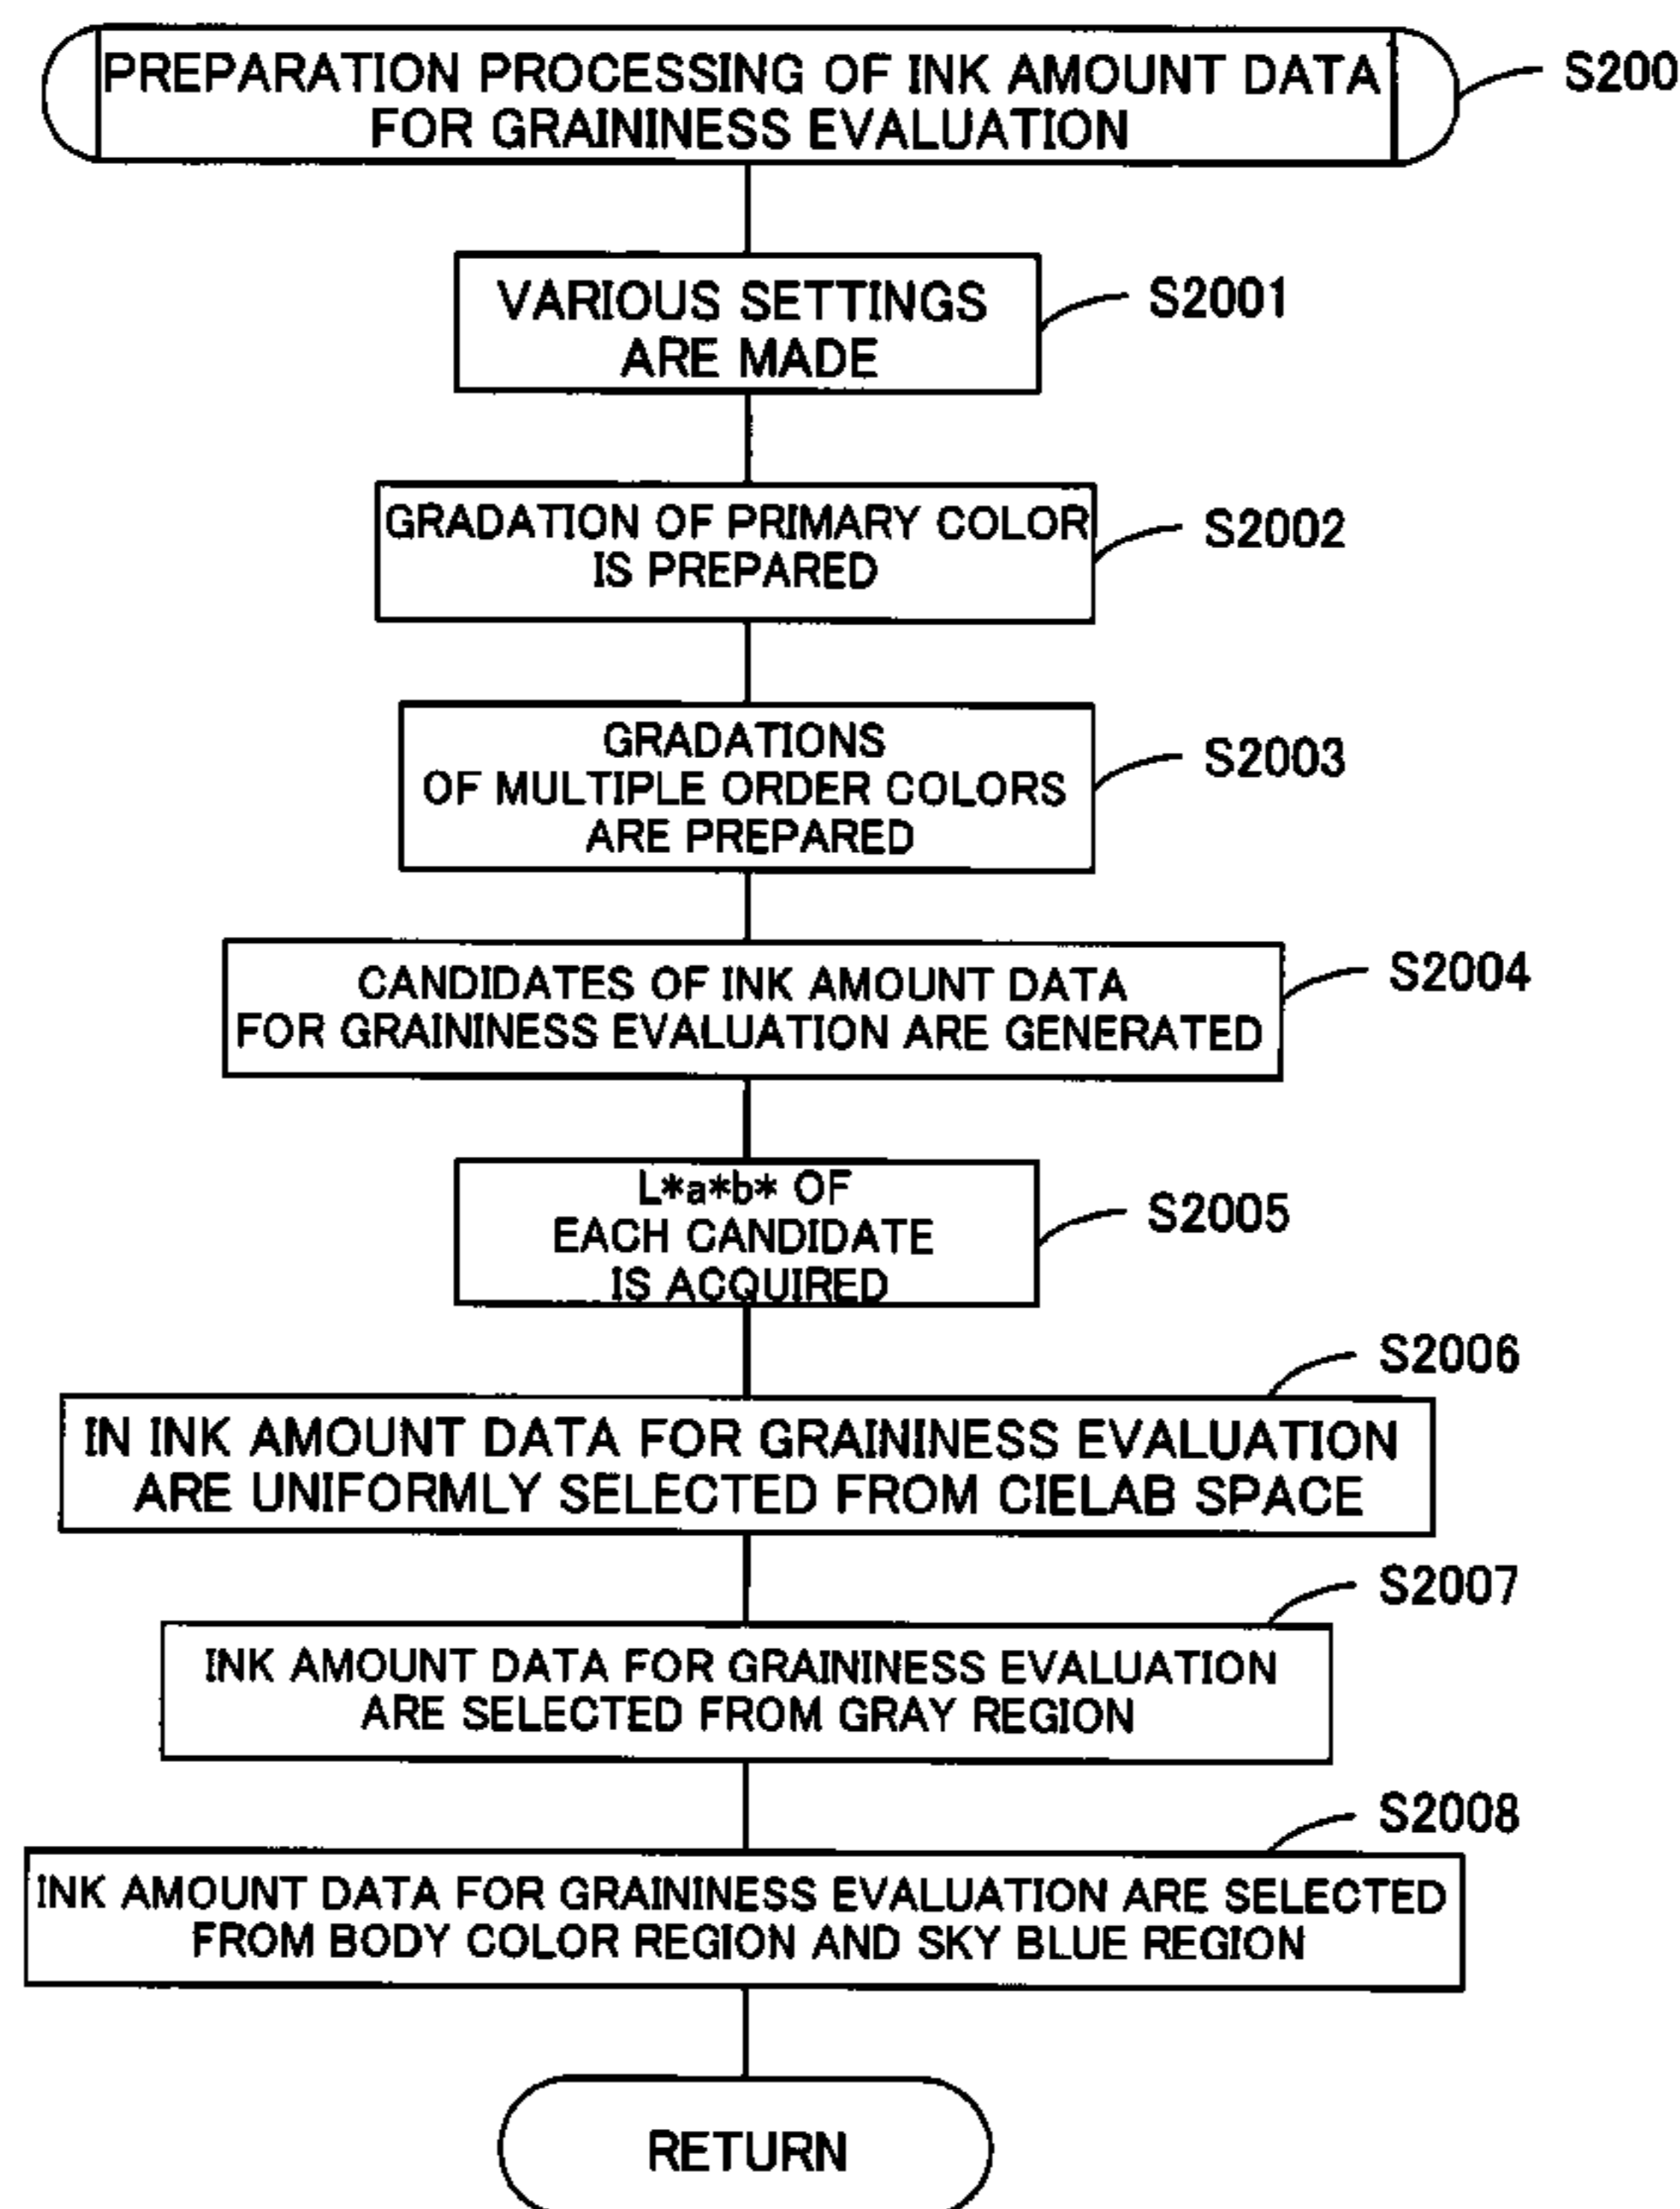 PREPARATION PROCESSING OF INK AMOUNT DATA
FOR GRAININESS EVALUATION
S200
VARIOUS SETTINGS
ARE MADE
S2001
GRADATION OF PRIMARY COLOR
IS PREPARED
S2002
GRADATIONS
OF MULTIPLE ORDER COLORS
ARE PREPARED
S2003
CANDIDATES OF INK AMOUNT DATA
FOR GRAININESS EVALUATION ARE GENERATED
S2004
L*a*b* OF
EACH CANDIDATE
IS ACQUIRED
S2005
S2006
IN INK AMOUNT DATA FOR GRAININESS EVALUATION
ARE UNIFORMLY SELECTED FROM CIELAB SPACE
S2007
INK AMOUNT DATA FOR GRAININESS EVALUATION
ARE SELECTED FROM GRAY REGION
S2008
INK AMOUNT DATA FOR GRAININESS EVALUATION ARE SELECTED
FROM BODY COLOR REGION AND SKY BLUE REGION
RETURN